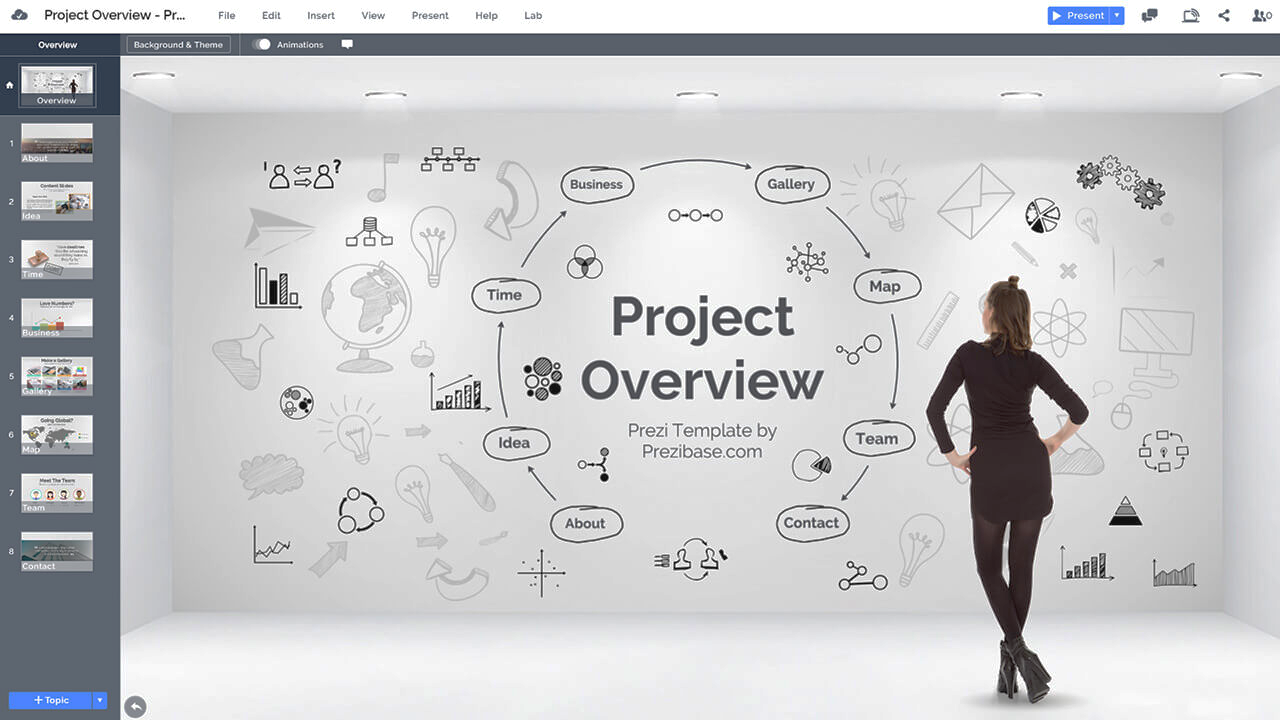 Project Overview - Pr...
File Edit Insert View Present Help Lab
Present
0
Overview
Background & Theme
Animations
Overview
1
About
Content Slides
2
Idea
3
Time
Love Numbers?
4
Business
Make a Gallery
5
Gallery
Going Global?
6
Map
Meet The Team
7
Team
8
Contact
+ Topic
! ?
Business
Gallery
Time
Map
Project
Overview
Prezi Template by
Prezibase.com
Idea
Team
About
Contact